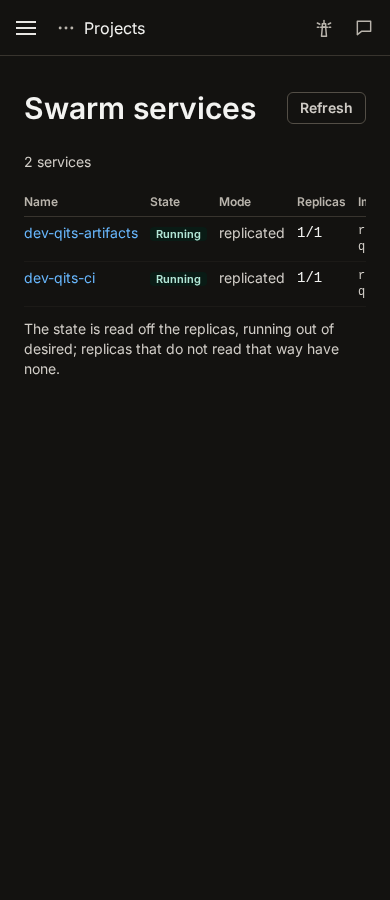 Projects
Swarm services
Refresh
2 services
Name State Mode Replicas
dev-qits-artifacts Running replicated 1/1
dev-qits-ci Running replicated 1/1
The state is read off the replicas, running out of
desired; replicas that do not read that way have
none.